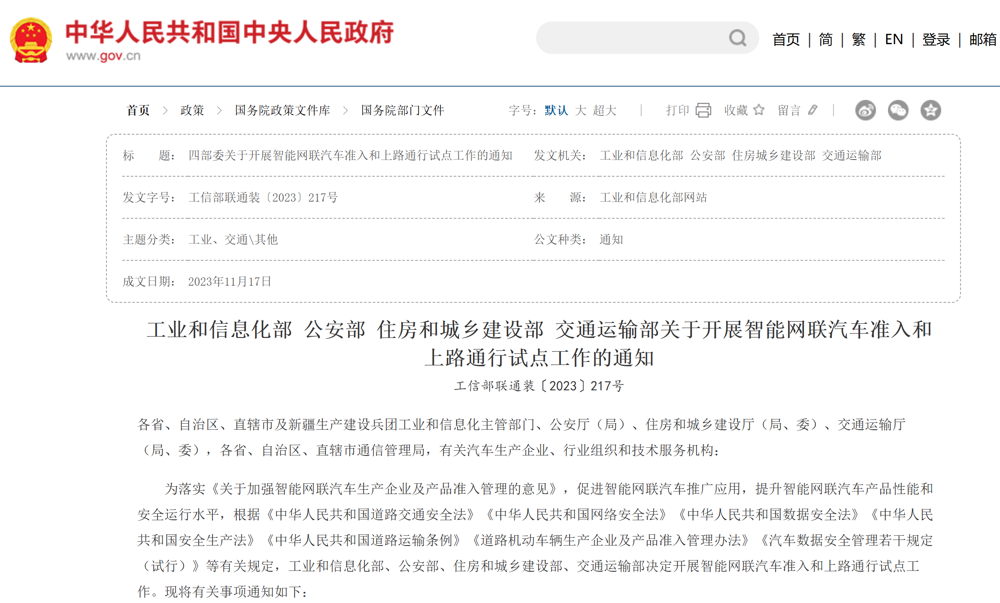 中华人民共和国中央人民政府
www.gov.cn
首页 | 简 | 繁 | EN | 登录 | 邮箱
首页 > 政策 > 国务院政策文件库 > 国务院部门文件
字号：默认 大 超大 | 打印 收藏 留言 |
标　　题： 四部委关于开展智能网联汽车准入和上路通行试点工作的通知 发文机关： 工业和信息化部 公安部 住房城乡建设部 交通运输部
发文字号： 工信部联通装〔2023〕217号 来　　源： 工业和信息化部网站
主题分类： 工业、交通\其他 公文种类： 通知
成文日期： 2023年11月17日
工业和信息化部 公安部 住房和城乡建设部 交通运输部关于开展智能网联汽车准入和
上路通行试点工作的通知
工信部联通装〔2023〕217号
各省、自治区、直辖市及新疆生产建设兵团工业和信息化主管部门、公安厅（局）、住房和城乡建设厅（局、委）、交通运输厅
（局、委），各省、自治区、直辖市通信管理局，有关汽车生产企业、行业组织和技术服务机构：
为落实《关于加强智能网联汽车生产企业及产品准入管理的意见》，促进智能网联汽车推广应用，提升智能网联汽车产品性能和
安全运行水平，根据《中华人民共和国道路交通安全法》《中华人民共和国网络安全法》《中华人民共和国数据安全法》《中华人民
共和国安全生产法》《中华人民共和国道路运输条例》《道路机动车辆生产企业及产品准入管理办法》《汽车数据安全管理若干规定
（试行）》等有关规定，工业和信息化部、公安部、住房和城乡建设部、交通运输部决定开展智能网联汽车准入和上路通行试点工
作。现将有关事项通知如下：